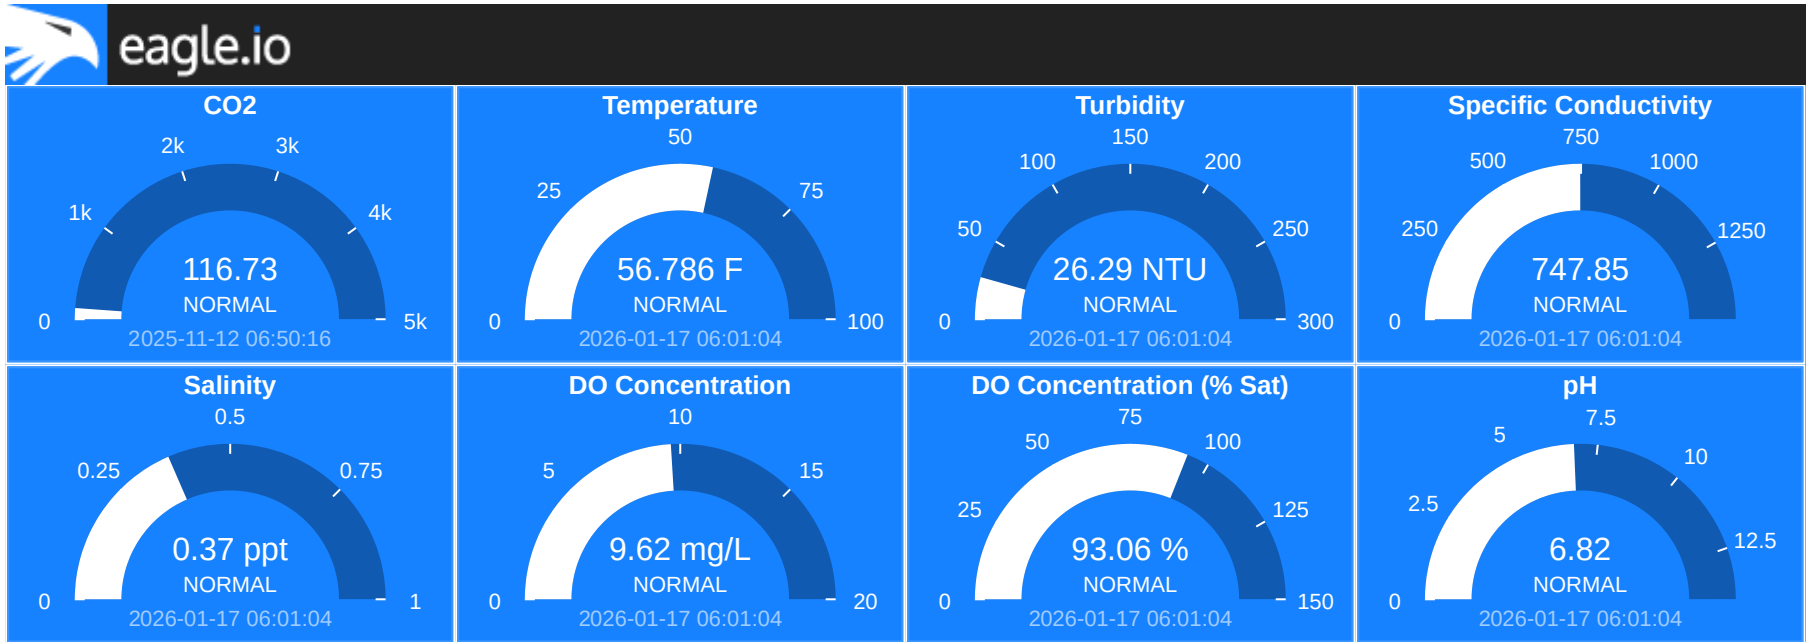 eagle.io
CO2
0
1k
2k
3k
4k
5k
116.73
NORMAL
2025-11-12 06:50:16
Temperature
0
25
50
75
100
56.786 F
NORMAL
2026-01-17 06:01:04
Turbidity
0
50
100
150
200
250
300
26.29 NTU
NORMAL
2026-01-17 06:01:04
Specific Conductivity
0
250
500
750
1000
1250
747.85
NORMAL
2026-01-17 06:01:04
Salinity
0
0.25
0.5
0.75
1
0.37 ppt
NORMAL
2026-01-17 06:01:04
DO Concentration
0
5
10
15
20
9.62 mg/L
NORMAL
2026-01-17 06:01:04
DO Concentration (% Sat)
0
25
50
75
100
125
150
93.06 %
NORMAL
2026-01-17 06:01:04
pH
0
2.5
5
7.5
10
12.5
6.82
NORMAL
2026-01-17 06:01:04